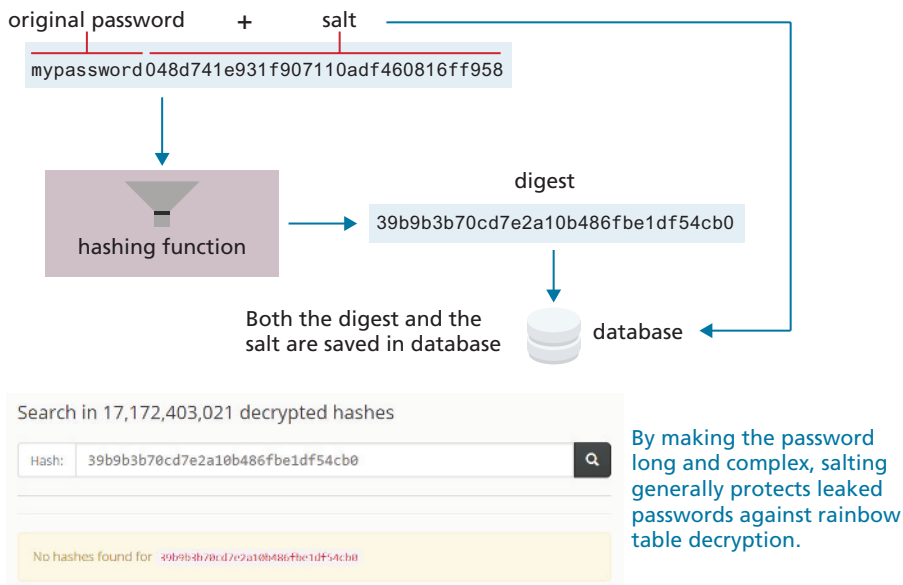 original password + salt
mypassword048d741e931f907110adf460816ff958
hashing function
digest
39b9b3b70cd7e2a10b486fbe1df54cb0
Both the digest and the
salt are saved in database
database
Search in 17,172,403,021 decrypted hashes
Hash: 39b9b3b70cd7e2a10b486fbe1df54cb0
No hashes found for 39b9b3b70cd7e2a10b486fbe1df54cb0
By making the password
long and complex, salting
generally protects leaked
passwords against rainbow
table decryption.